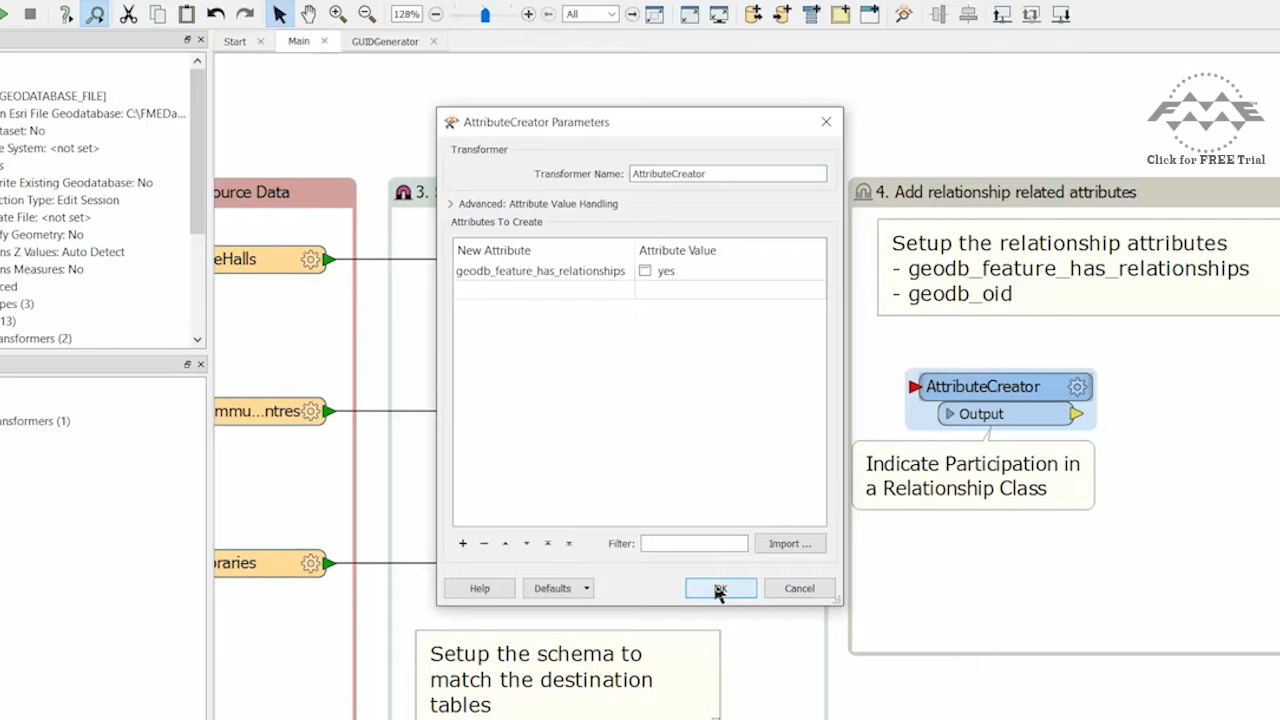 128%
All
Start
Main
GUIDGenerator
GEODATABASE_FILE]
n Esri File Geodatabase: C:\FMEDa...
taset: No
e System: <not set>
s
rite Existing Geodatabase: No
ction Type: Edit Session
ate File: <not set>
fy Geometry: No
ns Z Values: Auto Detect
ns Measures: No
ced
pes (3)
13)
ansformers (2)
ansformers (1)
ource Data
eHalls
mmu...ntres
oraries
3. S
AttributeCreator Parameters
Transformer
Transformer Name: AttributeCreator
Advanced: Attribute Value Handling
Attributes To Create
New Attribute Attribute Value
geodb_feature_has_relationships yes
Filter:
Import ...
Help
Defaults
OK
Cancel
Setup the schema to
match the destination
tables
FME
Click for FREE Trial
4. Add relationship related attributes
Setup the relationship attributes
- geodb_feature_has_relationships
- geodb_oid
AttributeCreator
Output
Indicate Participation in
a Relationship Class